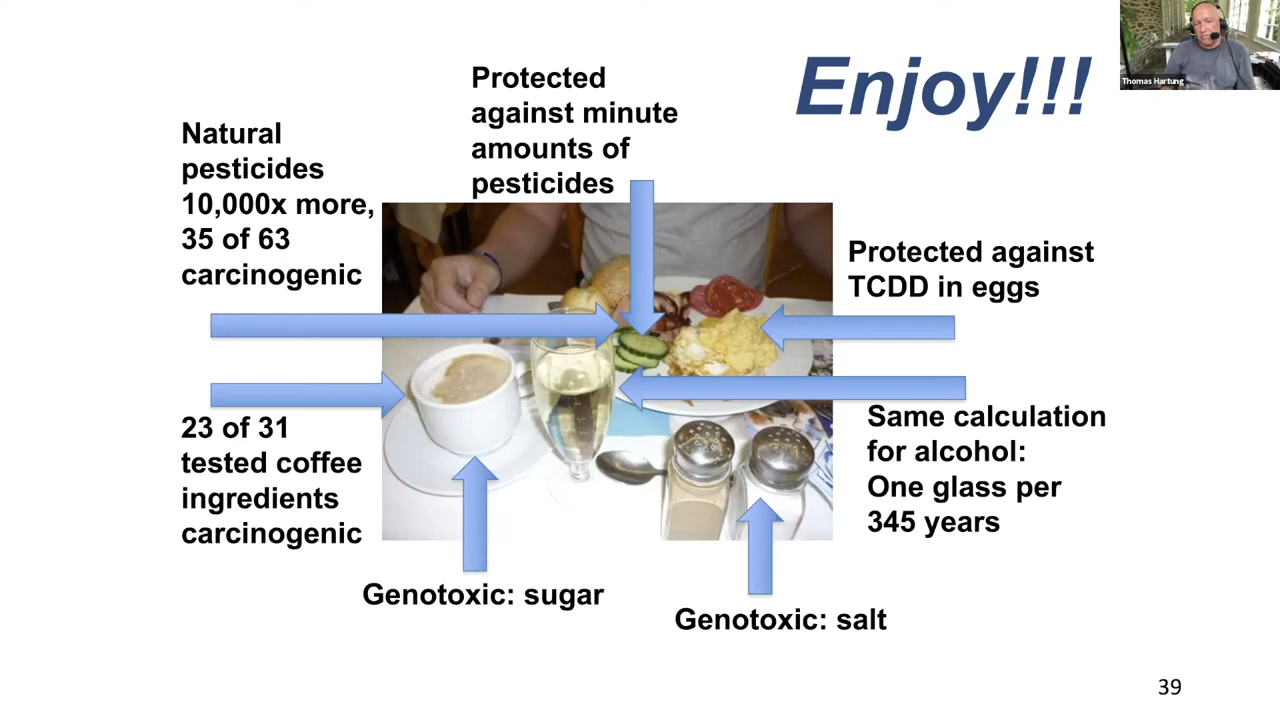 Enjoy!!!
Thomas Hartung
Protected
against minute
amounts of
pesticides
Natural
pesticides
10,000x more,
35 of 63
carcinogenic
Protected against
TCDD in eggs
23 of 31
tested coffee
ingredients
carcinogenic
Same calculation
for alcohol:
One glass per
345 years
Genotoxic: sugar
Genotoxic: salt
39